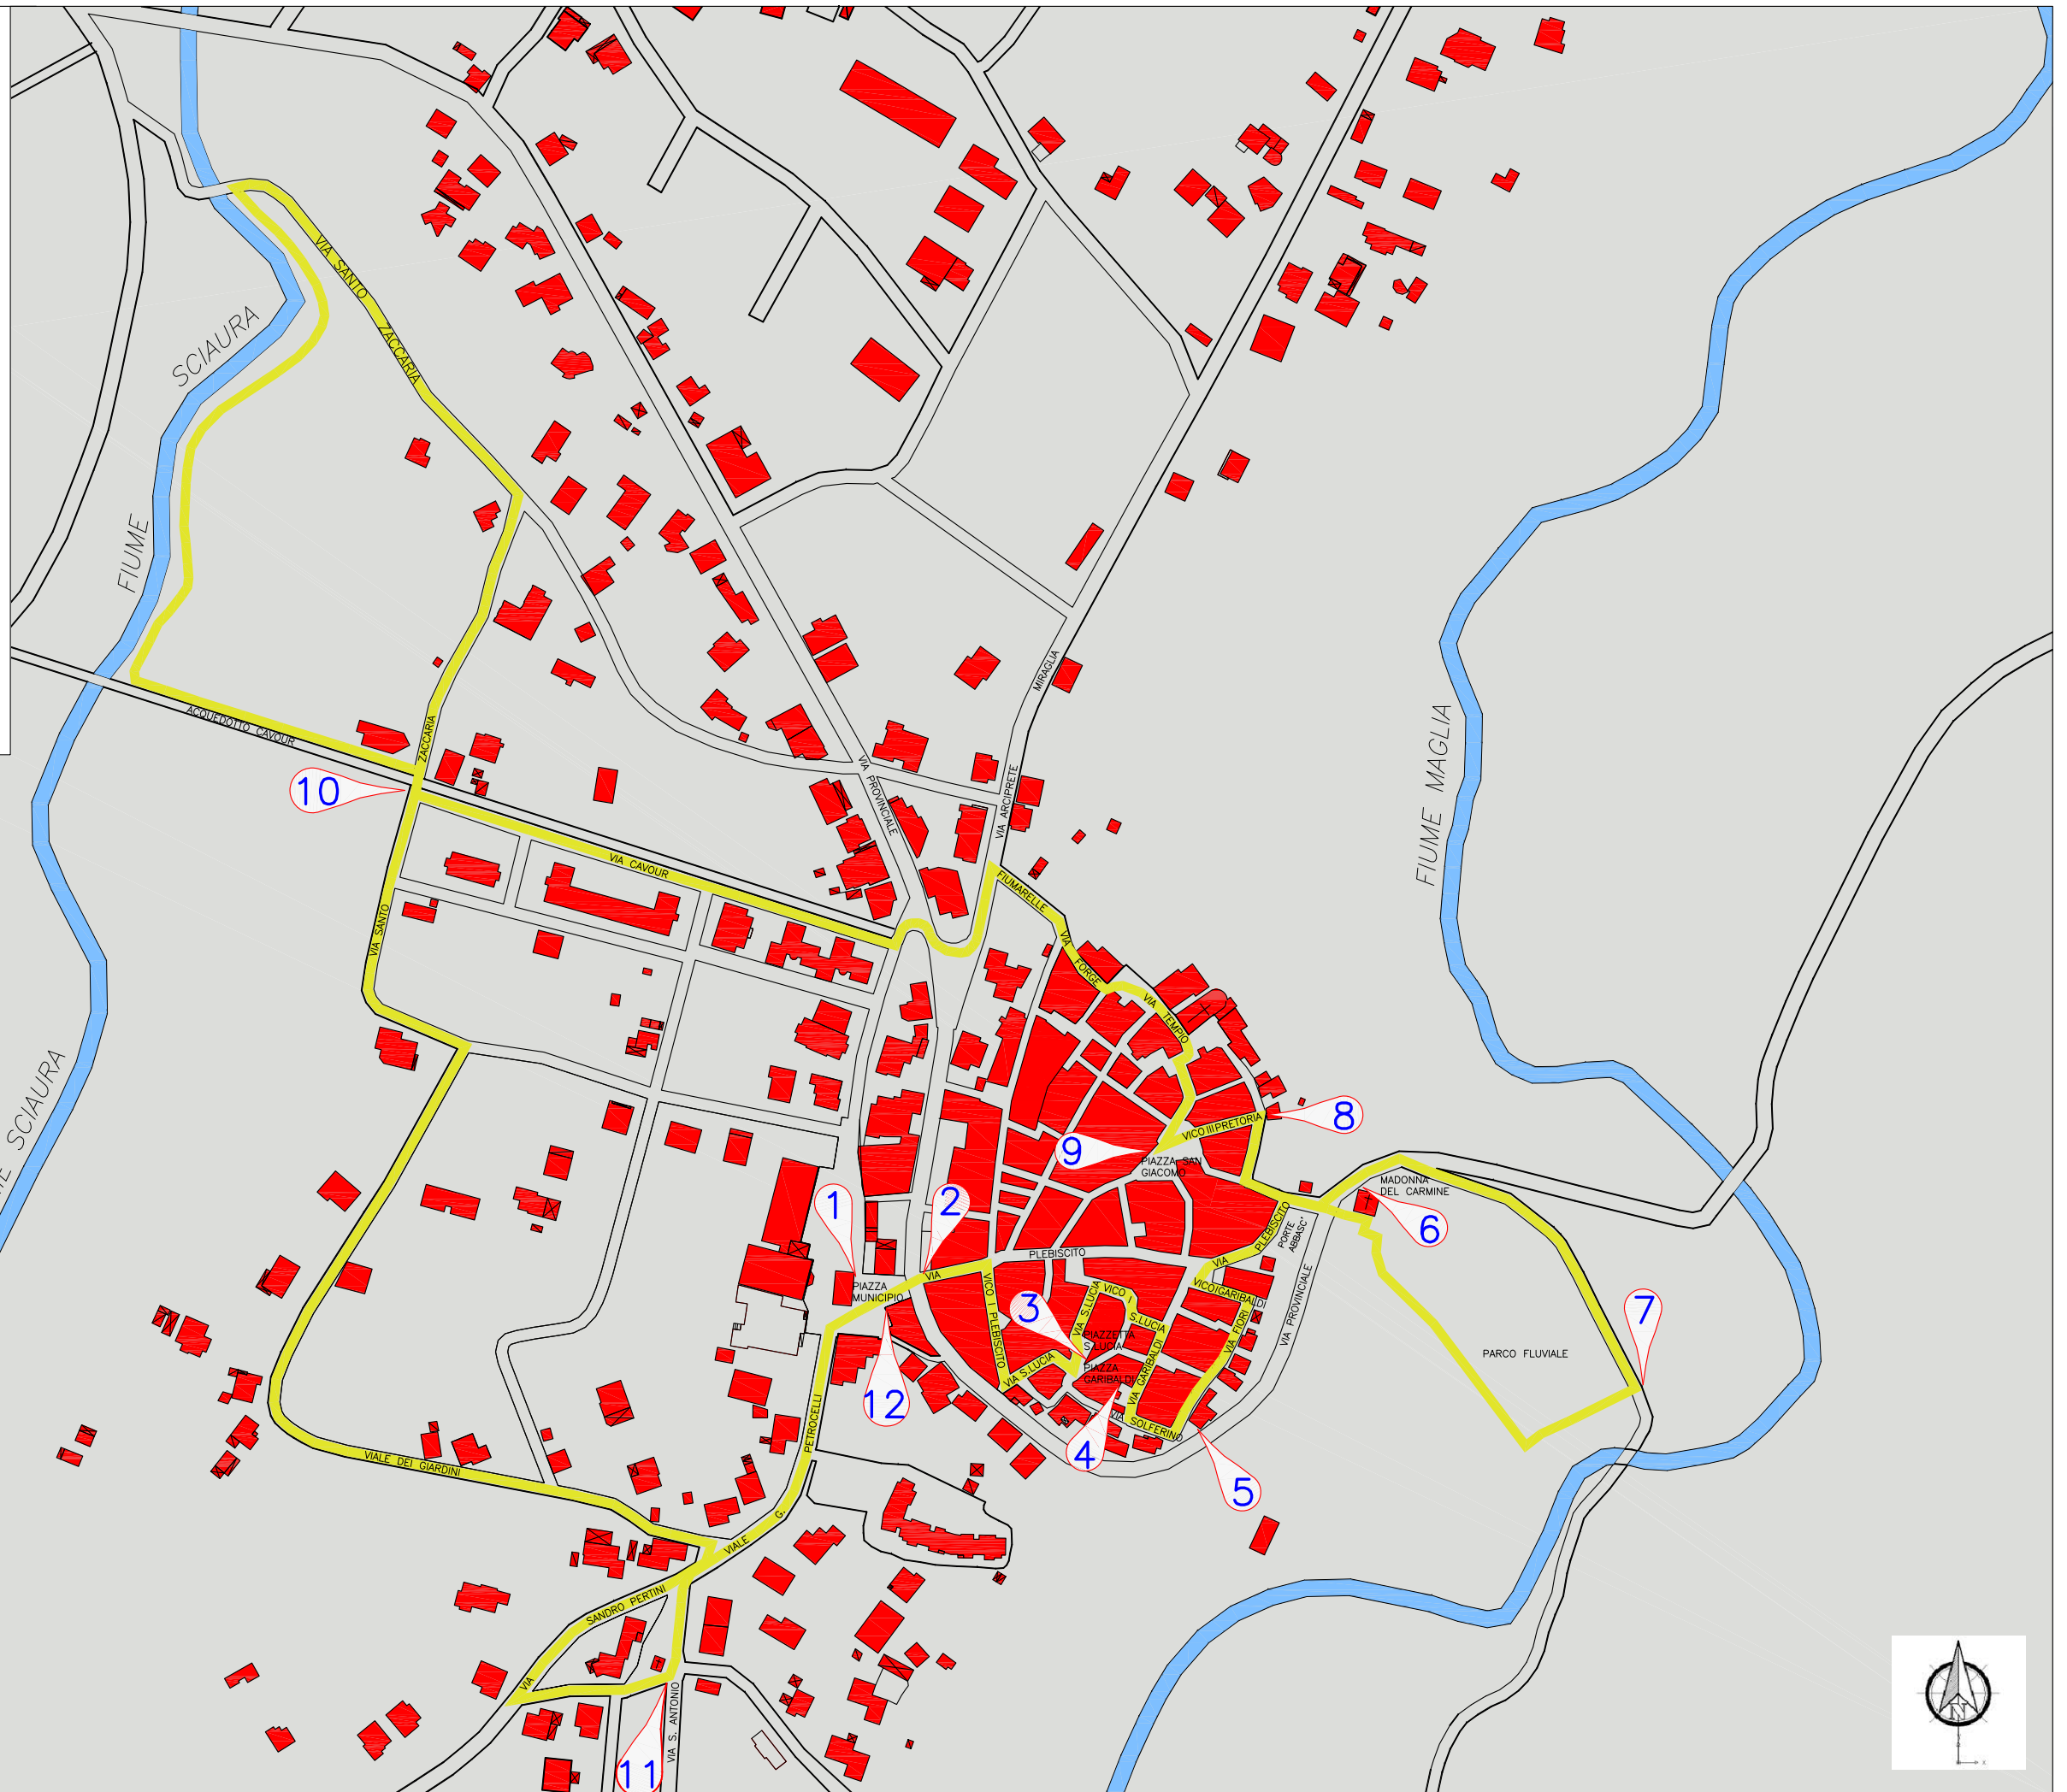 VIA SANTO
ZACCARIA
SCIAURA
FIUME
MIRAGLIA
ACQUEDOTTO CAVOUR
ZACCARIA
10
VIA PROVINCIALE
VIA ARCIPRETE
FIUME MAGLIA
VIA CAVOUR
FIUMARELLE
VIA SANTO
VIA
FORGE
VIA TEMPIO
SCIAURA
8
VICO III PRETORIA
9
PIAZZA SAN
GIACOMO
MADONNA
DEL CARMINE
1
2
6
PLEBISCITO
VIA
PORTE
ABBASC'
PLEBISCITO
VIA
PIAZZA
MUNICIPIO
VICO I PLEBISCITO
VIA S.LUCIA
VICO I
S.LUCIA
VICO I GARIBALDI
VIA FIORI
VIA PROVINCIALE
3
7
PIAZZETTA
S.LUCIA
PIAZZA
GARIBALDI
VIA S.LUCIA
VIA GARIBALDI
PARCO FLUVIALE
12
VIA
SOLFERINO
4
5
PETROCELLI
VIALE DEI GIARDINI
VIALE G.
SANDRO PERTINI
VIA
VIA S. ANTONIO
11
N